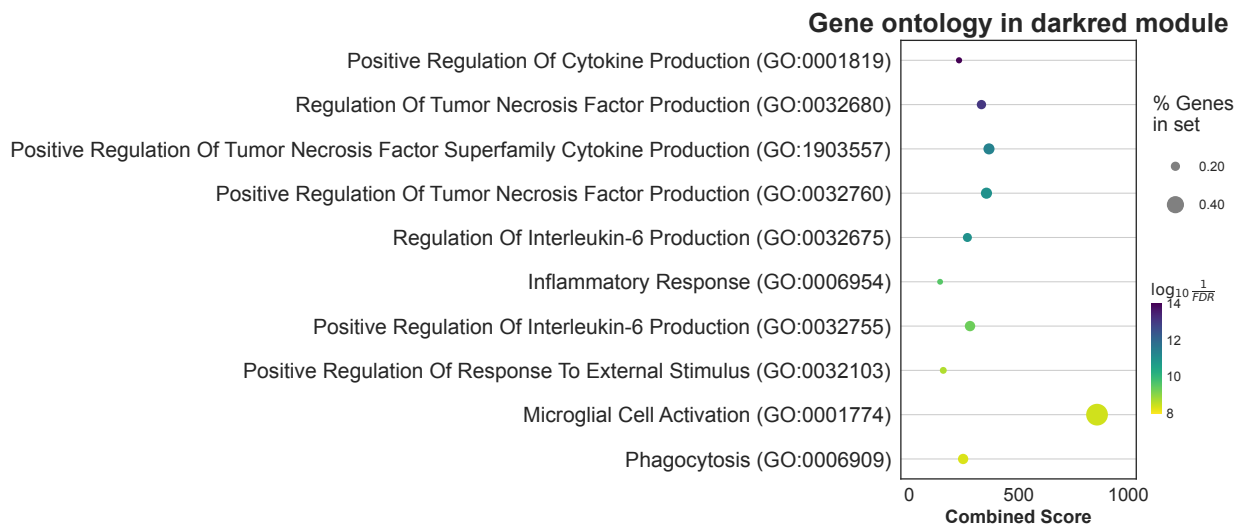 Gene ontology in darkred module
Positive Regulation Of Cytokine Production (GO:0001819)
Regulation Of Tumor Necrosis Factor Production (GO:0032680)
Positive Regulation Of Tumor Necrosis Factor Superfamily Cytokine Production (GO:1903557)
Positive Regulation Of Tumor Necrosis Factor Production (GO:0032760)
Regulation Of Interleukin-6 Production (GO:0032675)
Inflammatory Response (GO:0006954)
Positive Regulation Of Interleukin-6 Production (GO:0032755)
Positive Regulation Of Response To External Stimulus (GO:0032103)
Microglial Cell Activation (GO:0001774)
Phagocytosis (GO:0006909)
0 500 1000
Combined Score
% Genes
in set
0.20
0.40
log10 1/FDR
14
12
10
8